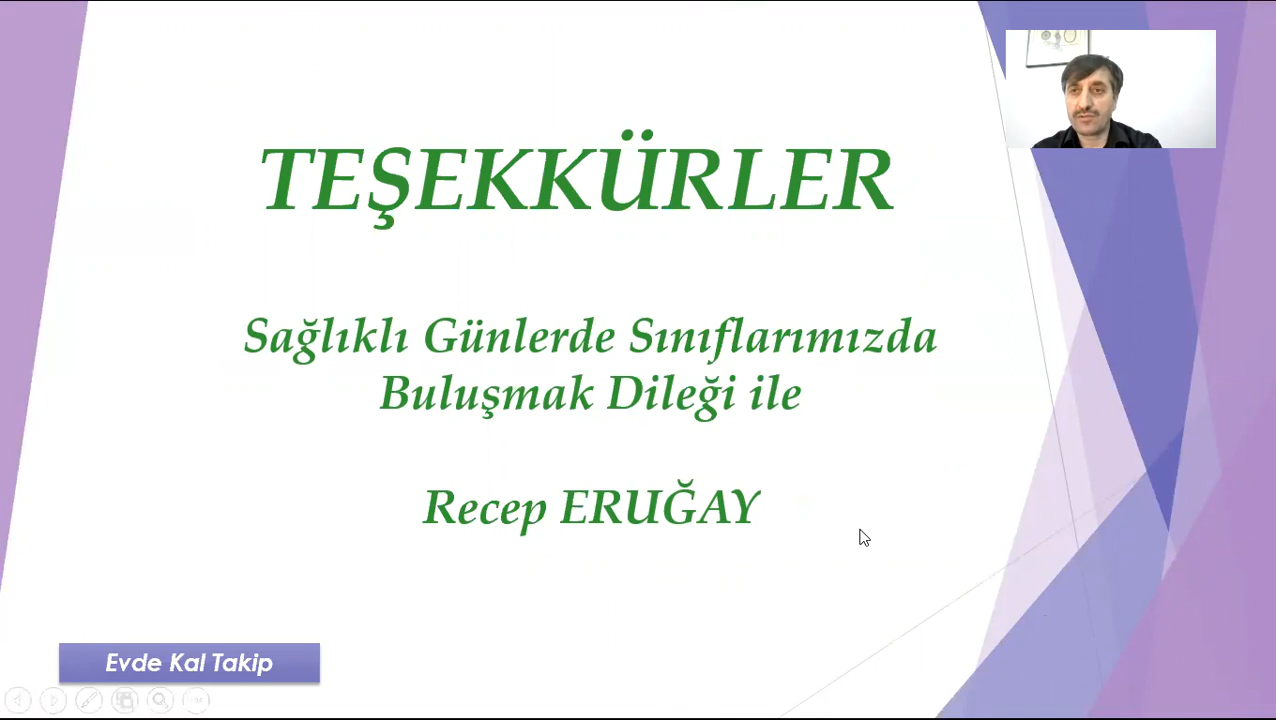 TEŞEKKÜRLER
Sağlıklı Günlerde Sınıflarımızda
Buluşmak Dileği ile
Recep ERUĞAY
Evde Kal Takip